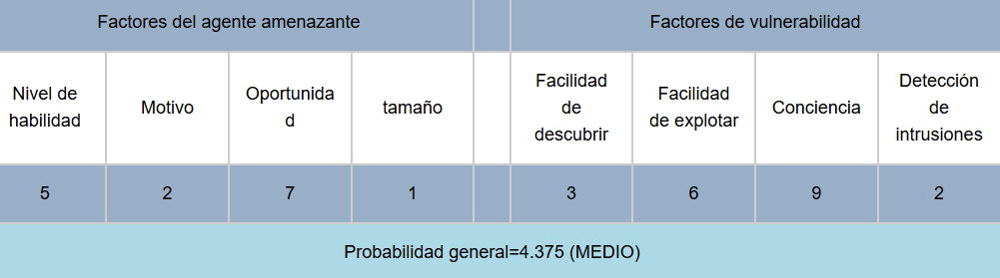 Factores del agente amenazante
Factores de vulnerabilidad
Nivel de
habilidad
Motivo
Oportunida
d
tamaño
Facilidad
de
descubrir
Facilidad
de explotar
Conciencia
Detección
de
intrusiones
5
2
7
1
3
6
9
2
Probabilidad general=4.375 (MEDIO)